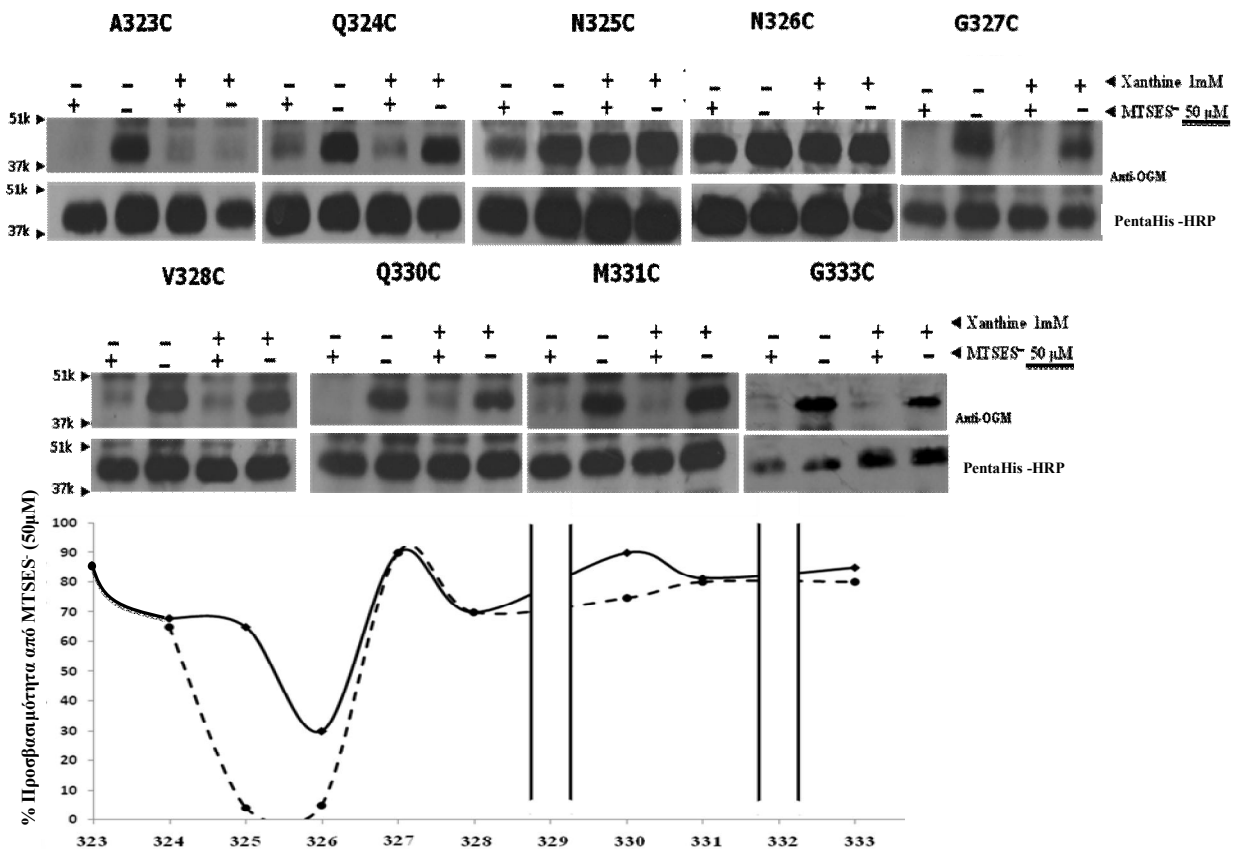 A323C Q324C N325C N326C G327C
– – + + – – + + – – + + – – + + – – + + ◄ Xanthine 1mM
+ – + – + – + – + – + – + – + – + – + – ◄ MTSES⁻ 50 μM
51k ►
37k ►
Anti-OGM
51k ►
37k ►
PentaHis -HRP
V328C Q330C M331C G333C
– – + + – – + + – – + + – – + + ◄ Xanthine 1mM
+ – + – + – + – + – + – + – + – ◄ MTSES⁻ 50 μM
51k ►
37k ►
Anti-OGM
51k ►
37k ►
PentaHis -HRP
% Προσβασιμότητα από MTSES⁻ (50μM)
100
90
80
70
60
50
40
30
20
10
0
323 324 325 326 327 328 329 330 331 332 333